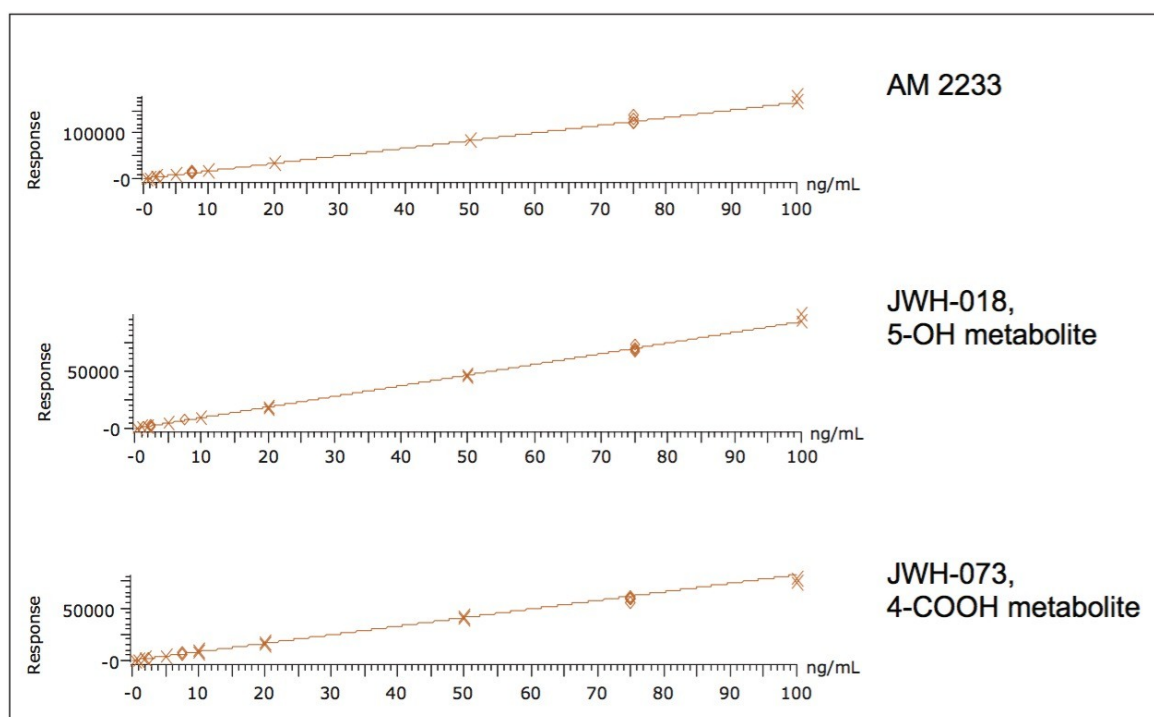 AM 2233
Response
100000
-0
-0 10 20 30 40 50 60 70 80 90 100 ng/mL
JWH-018,
5-OH metabolite
Response
50000
-0
-0 10 20 30 40 50 60 70 80 90 100 ng/mL
JWH-073,
4-COOH metabolite
Response
50000
-0
-0 10 20 30 40 50 60 70 80 90 100 ng/mL